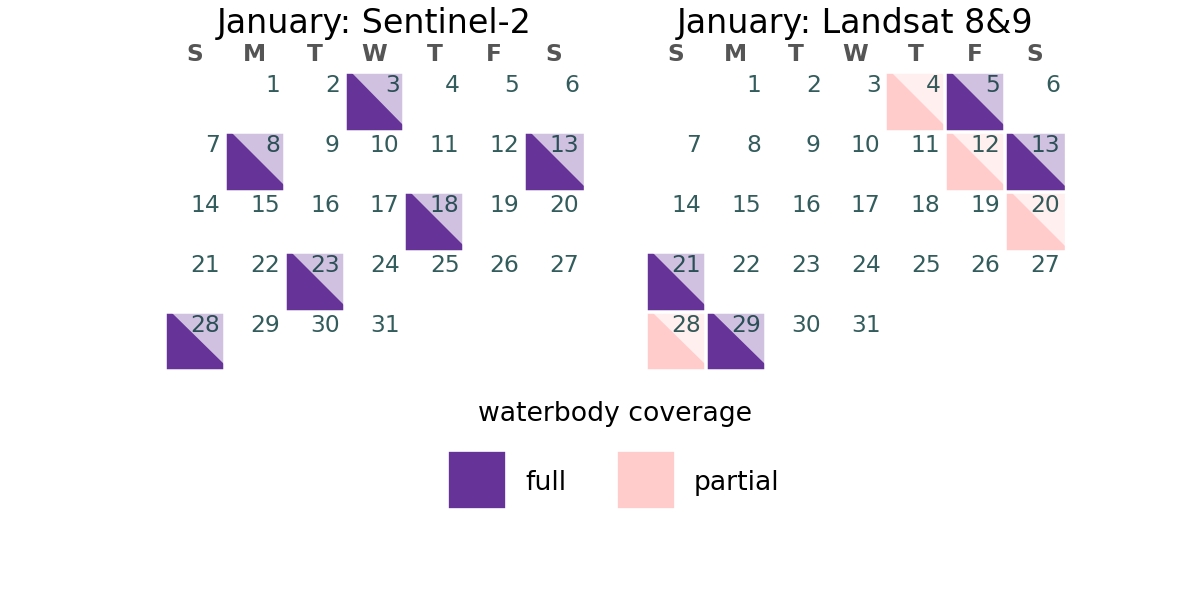 January: Sentinel-2
S M T W T F S
1 2 3 4 5 6
7 8 9 10 11 12 13
14 15 16 17 18 19 20
21 22 23 24 25 26 27
28 29 30 31
January: Landsat 8&9
S M T W T F S
1 2 3 4 5 6
7 8 9 10 11 12 13
14 15 16 17 18 19 20
21 22 23 24 25 26 27
28 29 30 31
waterbody coverage
full partial